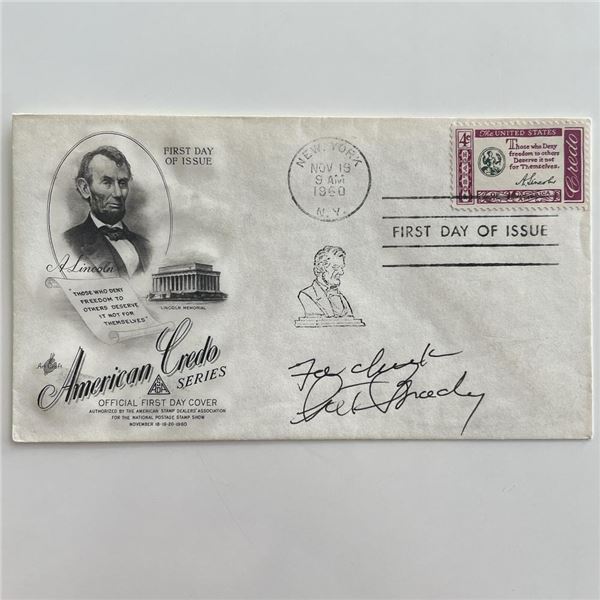 FIRST DAY
OF ISSUE
A. Lincoln
"THOSE WHO DENY
FREEDOM TO
OTHERS DESERVE
IT NOT FOR
THEMSELVES"
LINCOLN MEMORIAL
ArtCraft
American Credo
SERIES
OFFICIAL FIRST DAY COVER
AUTHORIZED BY THE AMERICAN STAMP DEALERS' ASSOCIATION
FOR THE NATIONAL POSTAGE STAMP SHOW
NOVEMBER 18-19-20-1960
NEW YORK
NOV 19
9 AM
1960
N.Y.
4¢
The UNITED STATES
Those who Deny
freedom to others
Deserve it not
for Themselves.
A. Lincoln
Credo
FIRST DAY OF ISSUE
For Chuck
Brady